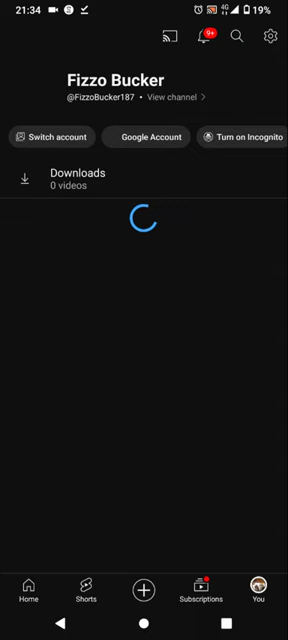 21:34 4G 19%
9+
Fizzo Bucker
@FizzoBucker187 • View channel
Switch account Google Account Turn on Incognito
Downloads
0 videos
Home Shorts Subscriptions You